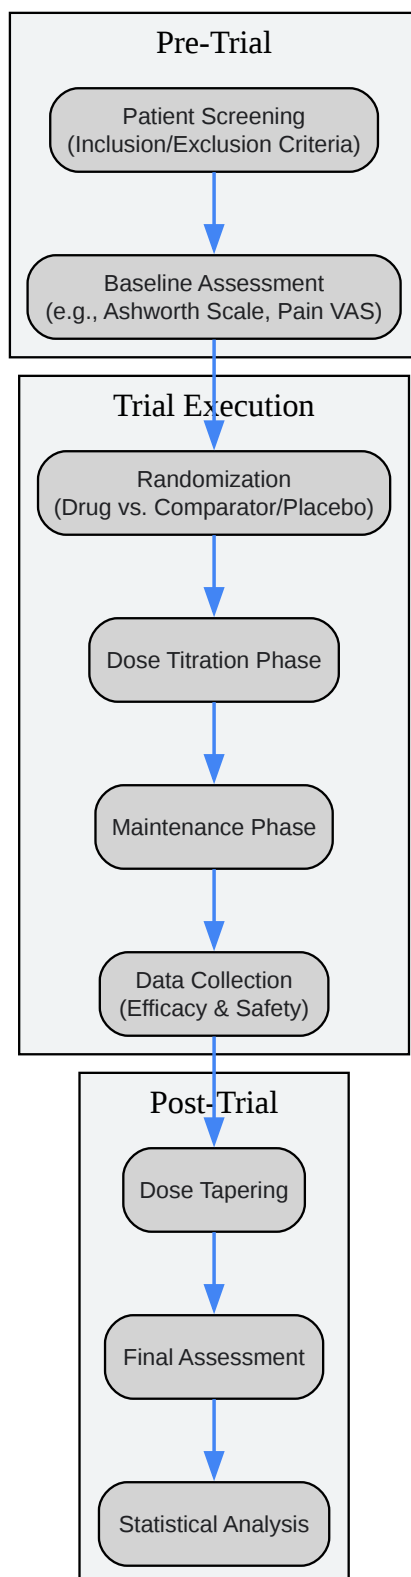 Pre-Trial
Patient Screening
(Inclusion/Exclusion Criteria)
Baseline Assessment
(e.g., Ashworth Scale, Pain VAS)
Trial Execution
Randomization
(Drug vs. Comparator/Placebo)
Dose Titration Phase
Maintenance Phase
Data Collection
(Efficacy & Safety)
Post-Trial
Dose Tapering
Final Assessment
Statistical Analysis